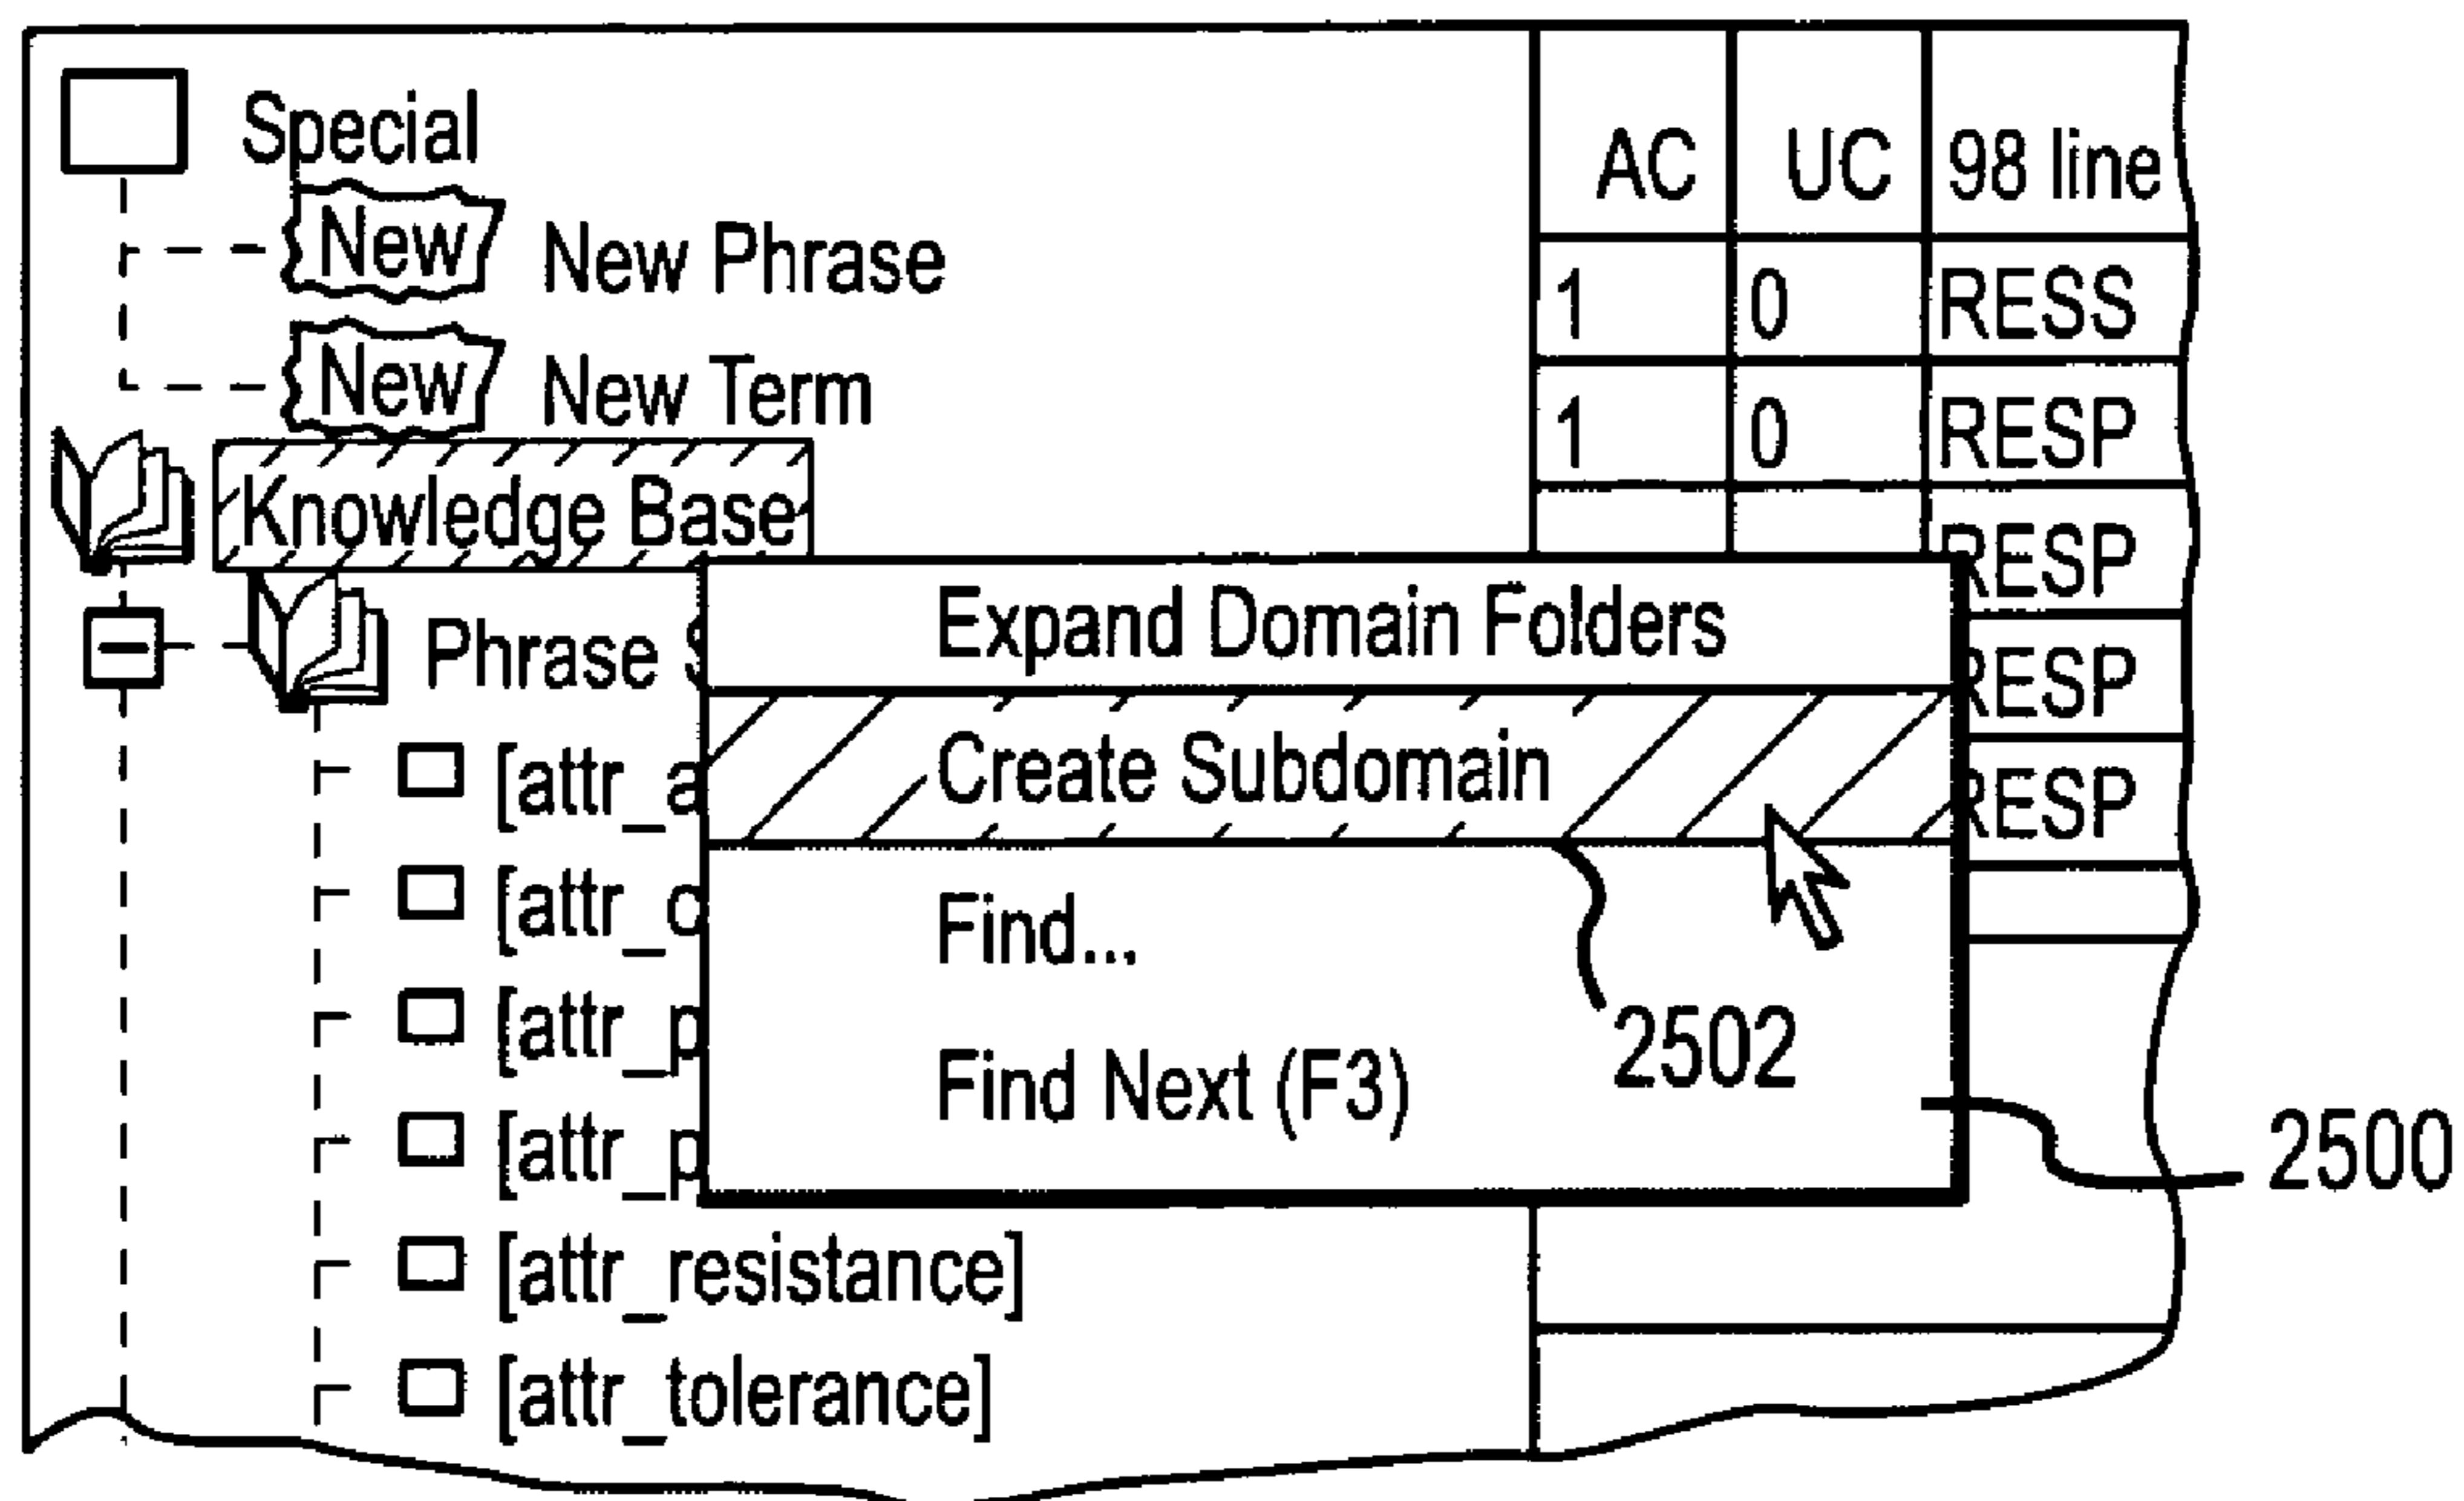 Special
AC UC 98 line
New New Phrase
1 0 RESS
New New Term
1 0 RESP
Knowledge Base
RESP
Expand Domain Folders
Phrase
RESP
[attr_a
Create Subdomain
RESP
[attr_c
Find...
[attr_p
2502
Find Next (F3)
[attr_p
2500
[attr_resistance]
[attr_tolerance]